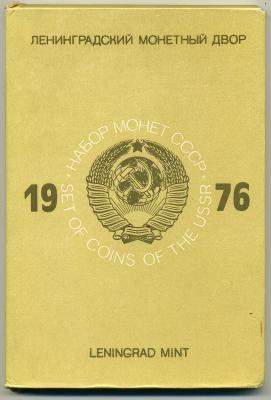 ЛЕНИНГРАДСКИЙ МОНЕТНЫЙ ДВОР
НАБОР МОНЕТ СССР
19 76
SET OF COINS OF THE USSR
LENINGRAD MINT